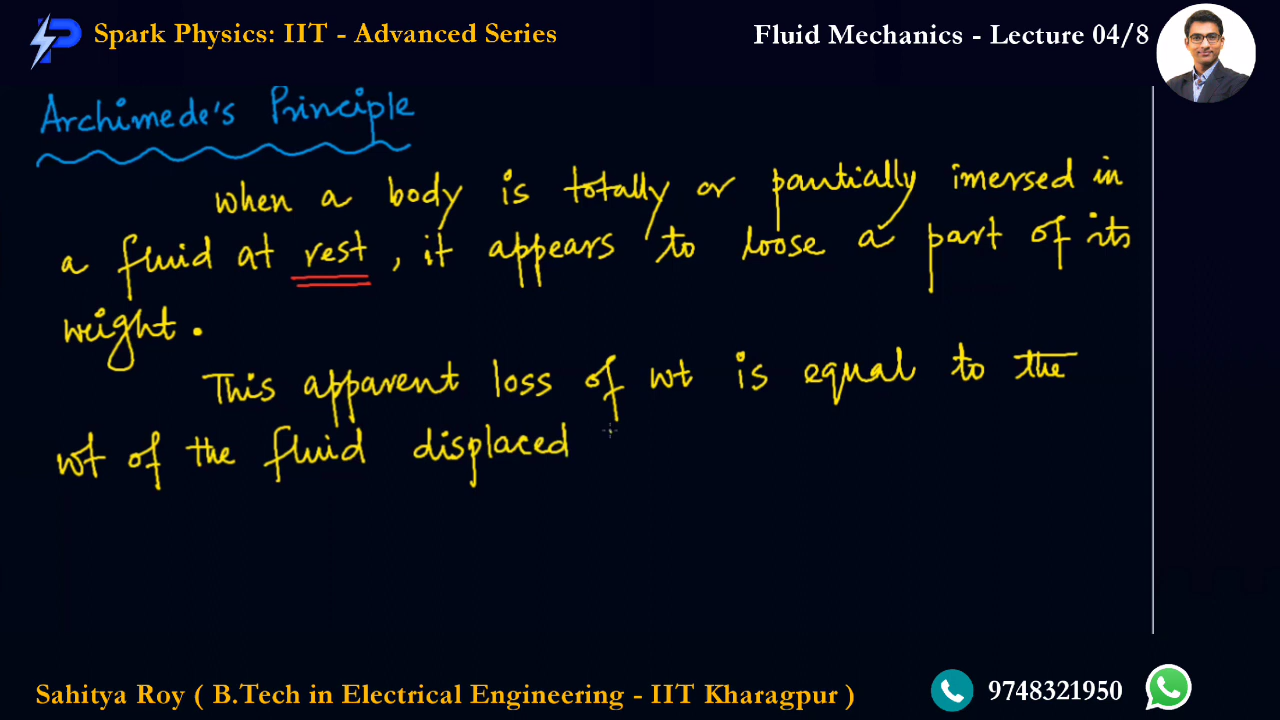 Spark Physics: IIT - Advanced Series
Fluid Mechanics - Lecture 04/8
Archimede's Principle
when a body is totally or partially imersed in
a fluid at rest, it appears to loose a part of its
weight.
This apparent loss of wt is equal to the
wt of the fluid displaced
Sahitya Roy ( B.Tech in Electrical Engineering - IIT Kharagpur )
9748321950